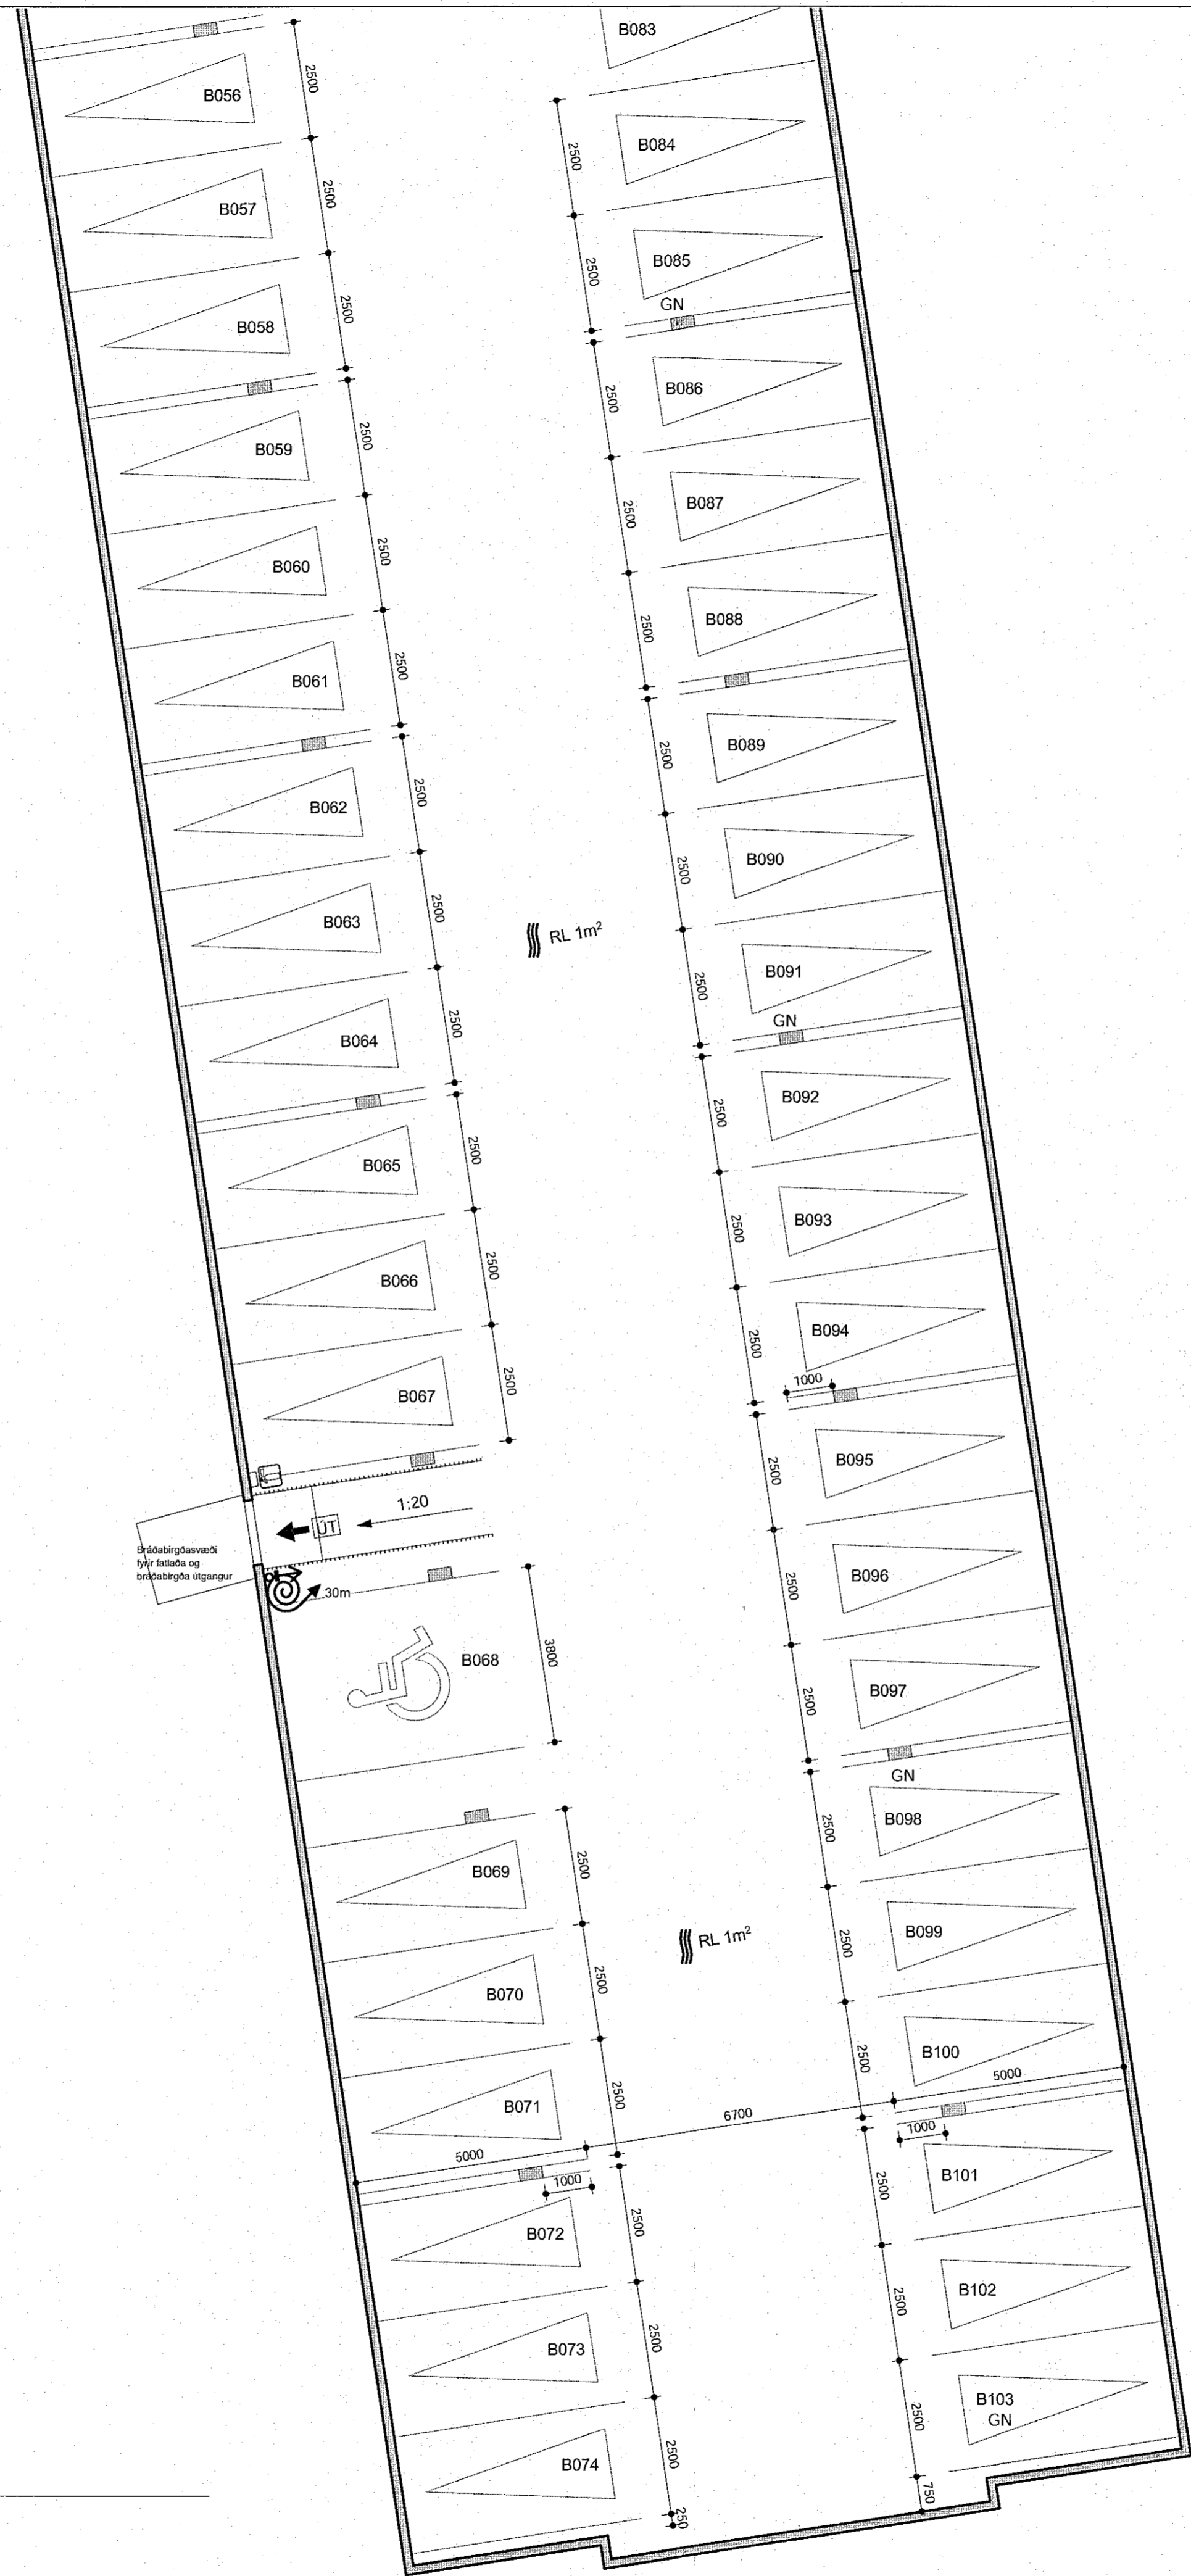 B083
2500
B056
B084
2500
2500
B057
B085
2500
2500
GN
2500
B058
B086
2500
2500
B059
B087
2500
2500
B060
B088
2500
2500
B061
B089
2500
2500
B062
B090
2500
2500
B063
RL 1m²
B091
2500
2500
GN
B064
B092
2500
2500
B065
B093
2500
2500
B066
B094
2500
1000
2500
B067
B095
2500
1:20
ÚT
Bráðabirgðasvæði
fyrir fatlaða og
bráðabirgða útgangur
B096
2500
30m
3800
B068
B097
2500
GN
B098
2500
2500
B069
B099
2500
RL 1m²
2500
B070
B100
2500
5000
2500
B071
6700
1000
5000
B101
2500
1000
2500
B072
B102
2500
2500
B073
B103
GN
2500
2500
B074
750
250